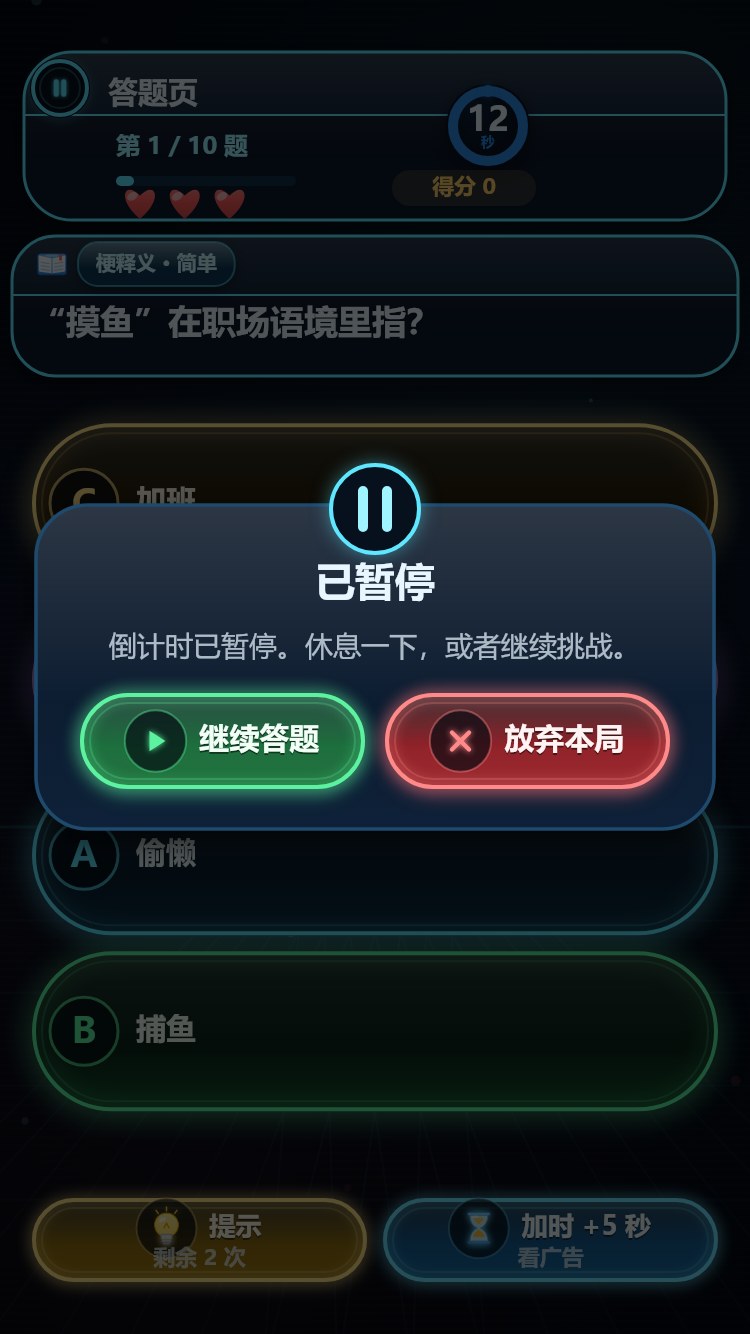 答题页
第 1 / 10 题
12
秒
得分 0
梗释义·简单
“摸鱼”在职场语境里指?
C 加班
已暂停
倒计时已暂停。休息一下，或者继续挑战。
继续答题
放弃本局
A 偷懒
B 捕鱼
提示
剩余 2 次
加时 +5 秒
看广告